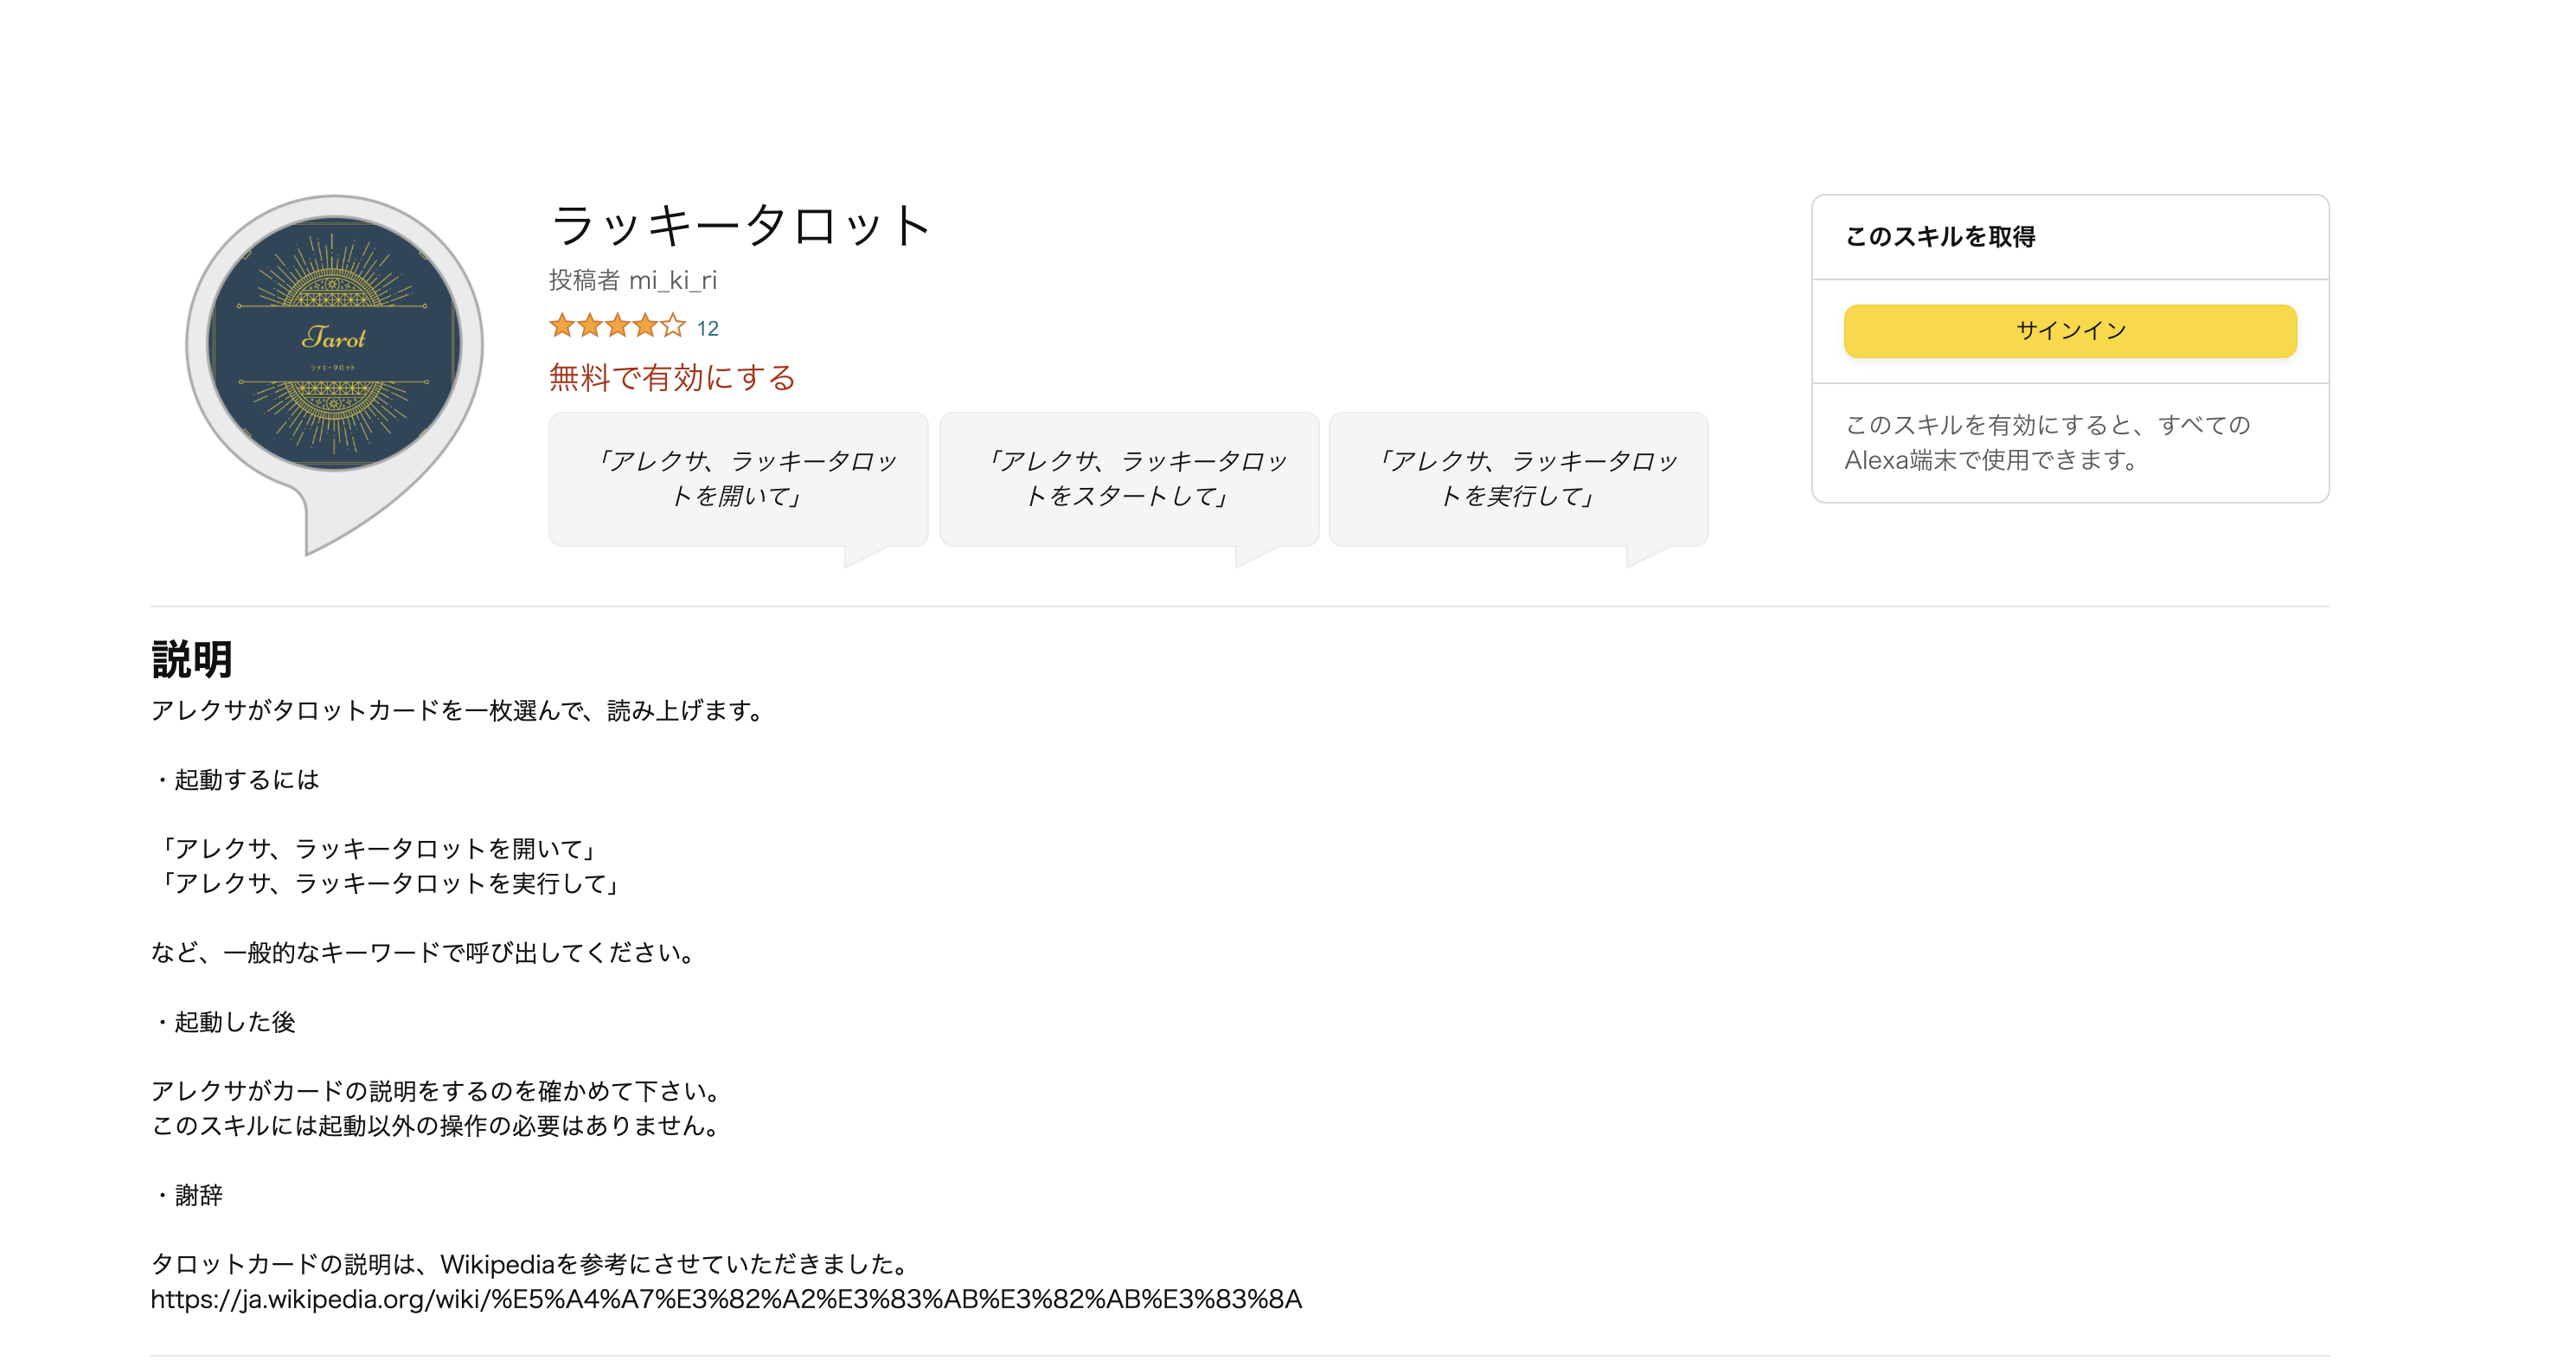 Tarot
ラッキータロット
ラッキータロット
投稿者 mi_ki_ri
12
無料で有効にする
「アレクサ、ラッキータロッ
トを開いて」
「アレクサ、ラッキータロッ
トをスタートして」
「アレクサ、ラッキータロッ
トを実行して」
このスキルを取得
サインイン
このスキルを有効にすると、すべての
Alexa端末で使用できます。
説明
アレクサがタロットカードを一枚選んで、読み上げます。
・起動するには
「アレクサ、ラッキータロットを開いて」
「アレクサ、ラッキータロットを実行して」
など、一般的なキーワードで呼び出してください。
・起動した後
アレクサがカードの説明をするのを確かめて下さい。
このスキルには起動以外の操作の必要はありません。
・謝辞
タロットカードの説明は、Wikipediaを参考にさせていただきました。
https://ja.wikipedia.org/wiki/%E5%A4%A7%E3%82%A2%E3%83%AB%E3%82%AB%E3%83%8A